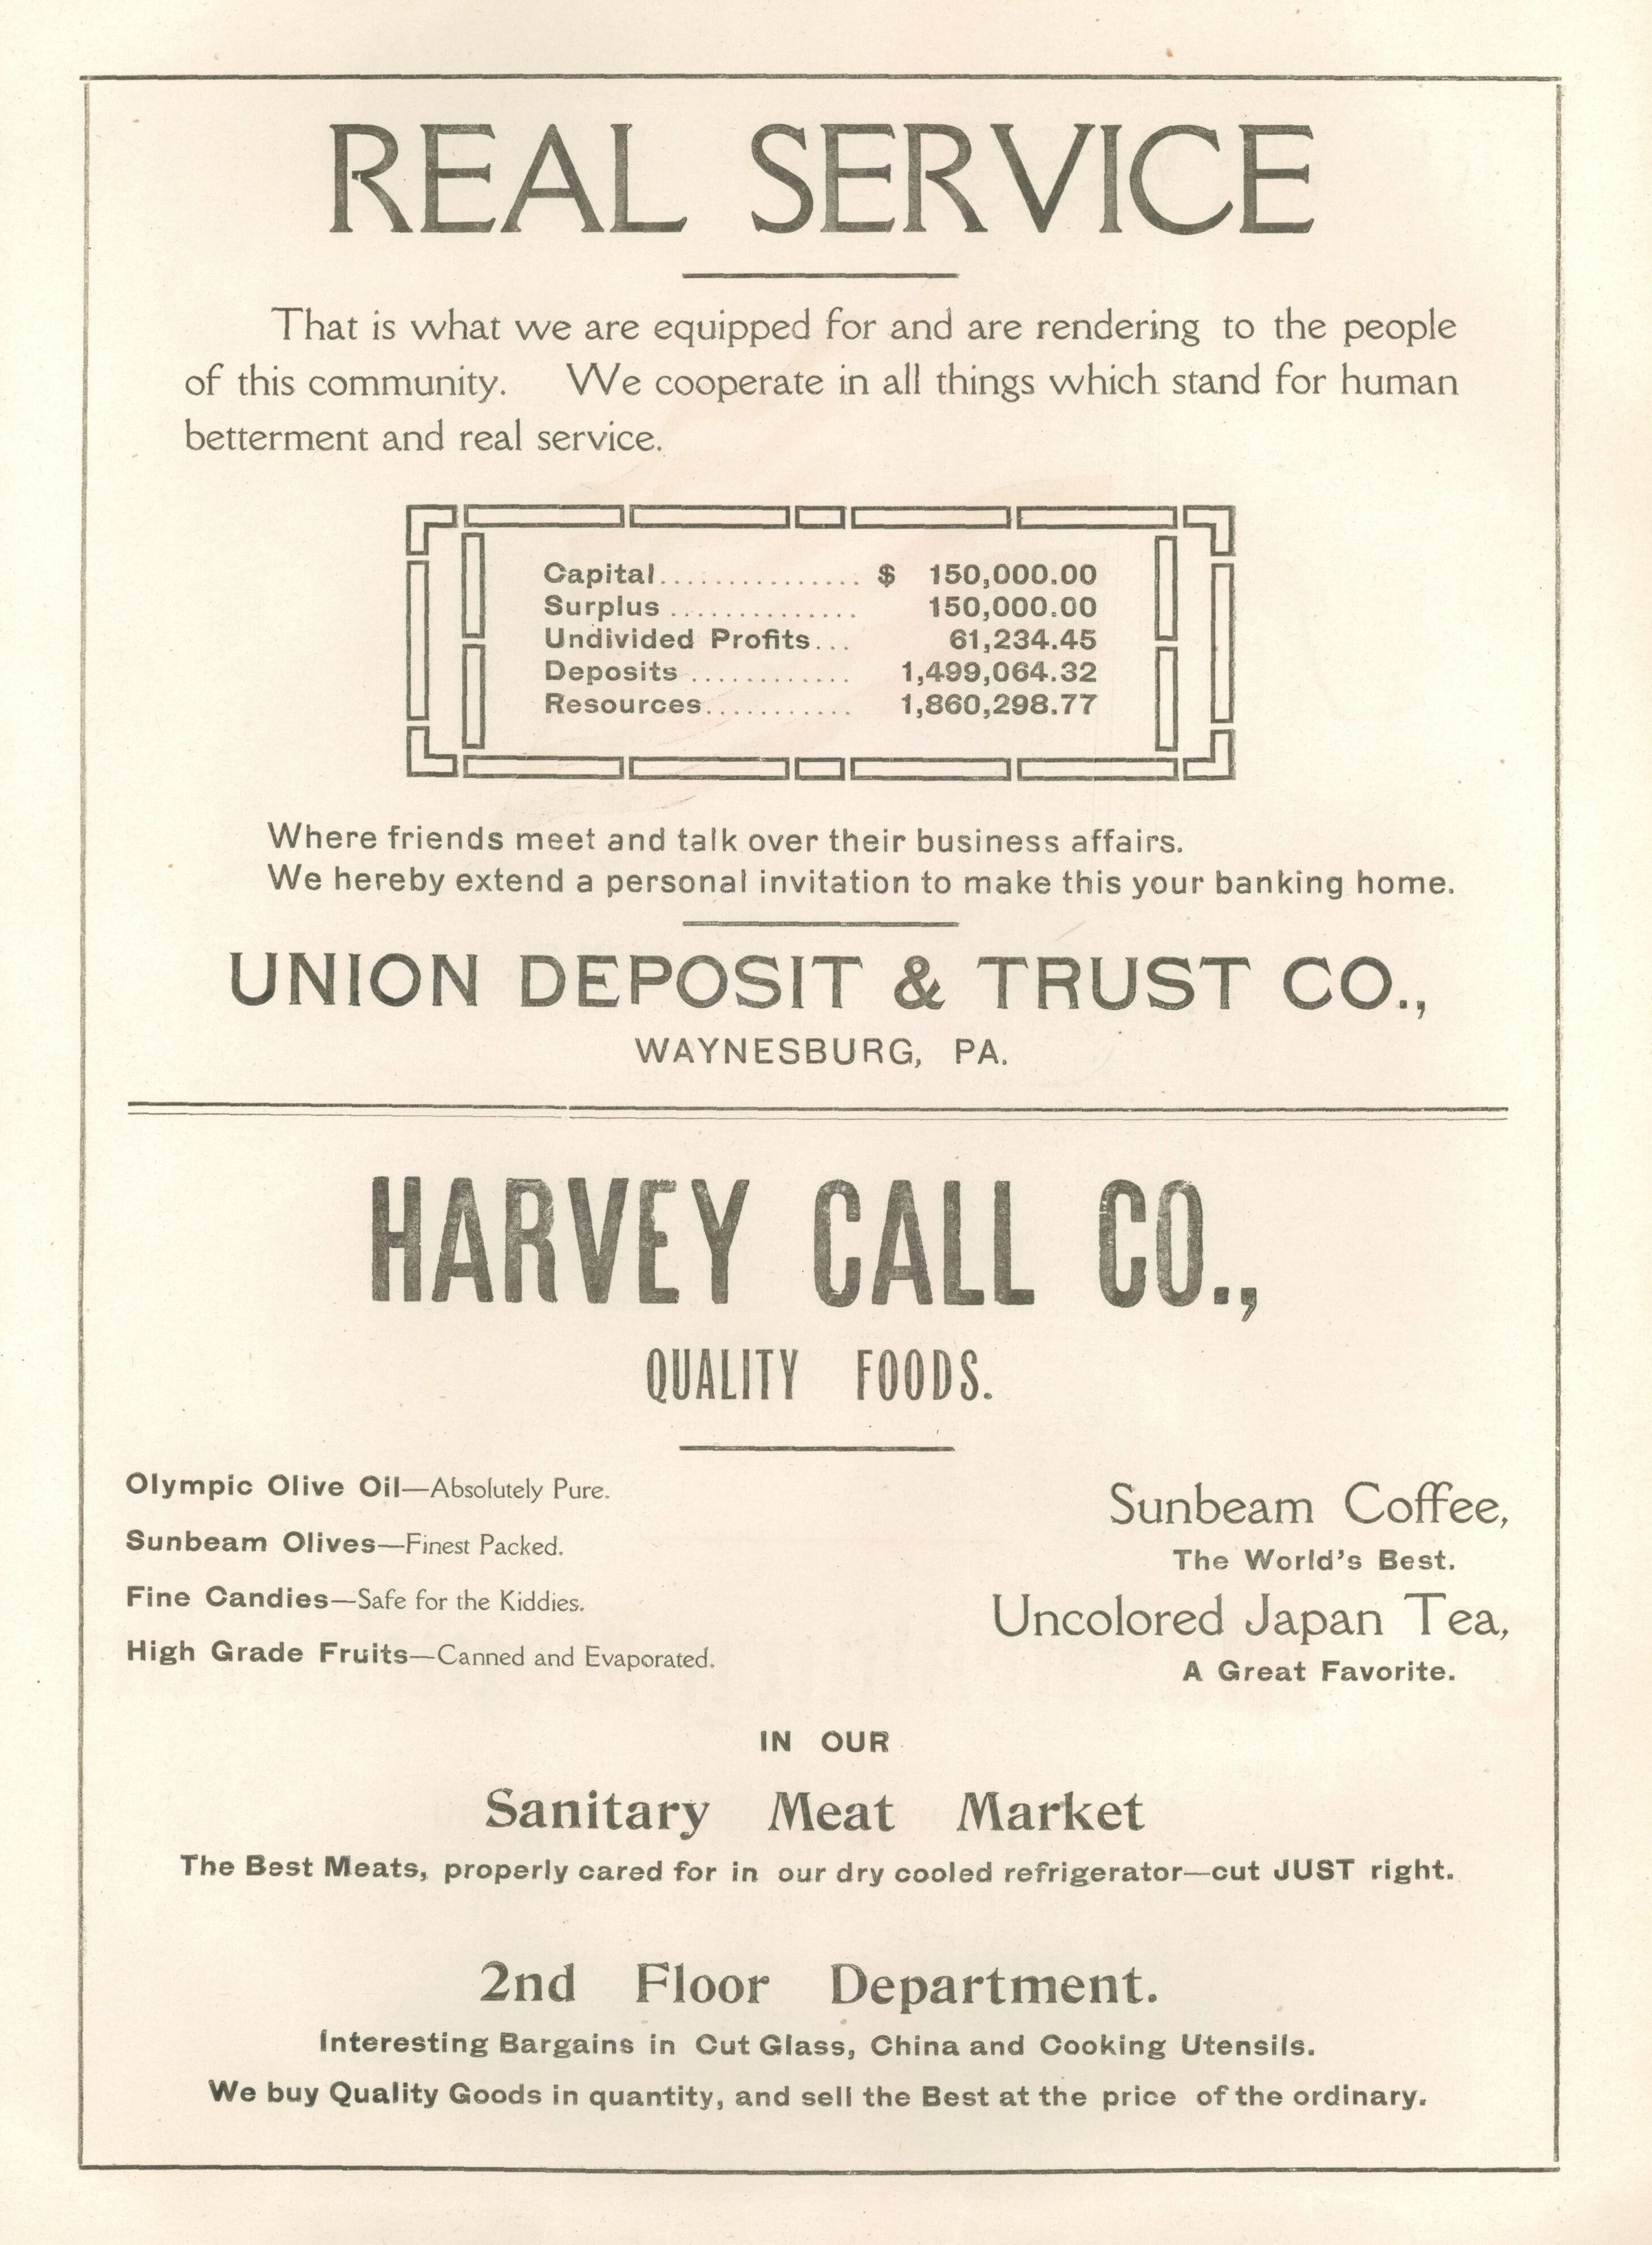 REAL SERVICE
That is what we are equipped for and are rendering to the people
of this community. We cooperate in all things which stand for human
betterment and real service.
Capital............... $ 150,000.00
Surplus .............. 150,000.00
Undivided Profits... 61,234.45
Deposits ............ 1,499,064.32
Resources........... 1,860,298.77
Where friends meet and talk over their business affairs.
We hereby extend a personal invitation to make this your banking home.
UNION DEPOSIT & TRUST CO.,
WAYNESBURG, PA.
HARVEY CALL CO.,
QUALITY FOODS.
Olympic Olive Oil—Absolutely Pure.
Sunbeam Olives—Finest Packed.
Fine Candies—Safe for the Kiddies.
High Grade Fruits—Canned and Evaporated.
Sunbeam Coffee,
The World's Best.
Uncolored Japan Tea,
A Great Favorite.
IN OUR
Sanitary Meat Market
The Best Meats, properly cared for in our dry cooled refrigerator—cut JUST right.
2nd Floor Department.
Interesting Bargains in Cut Glass, China and Cooking Utensils.
We buy Quality Goods in quantity, and sell the Best at the price of the ordinary.